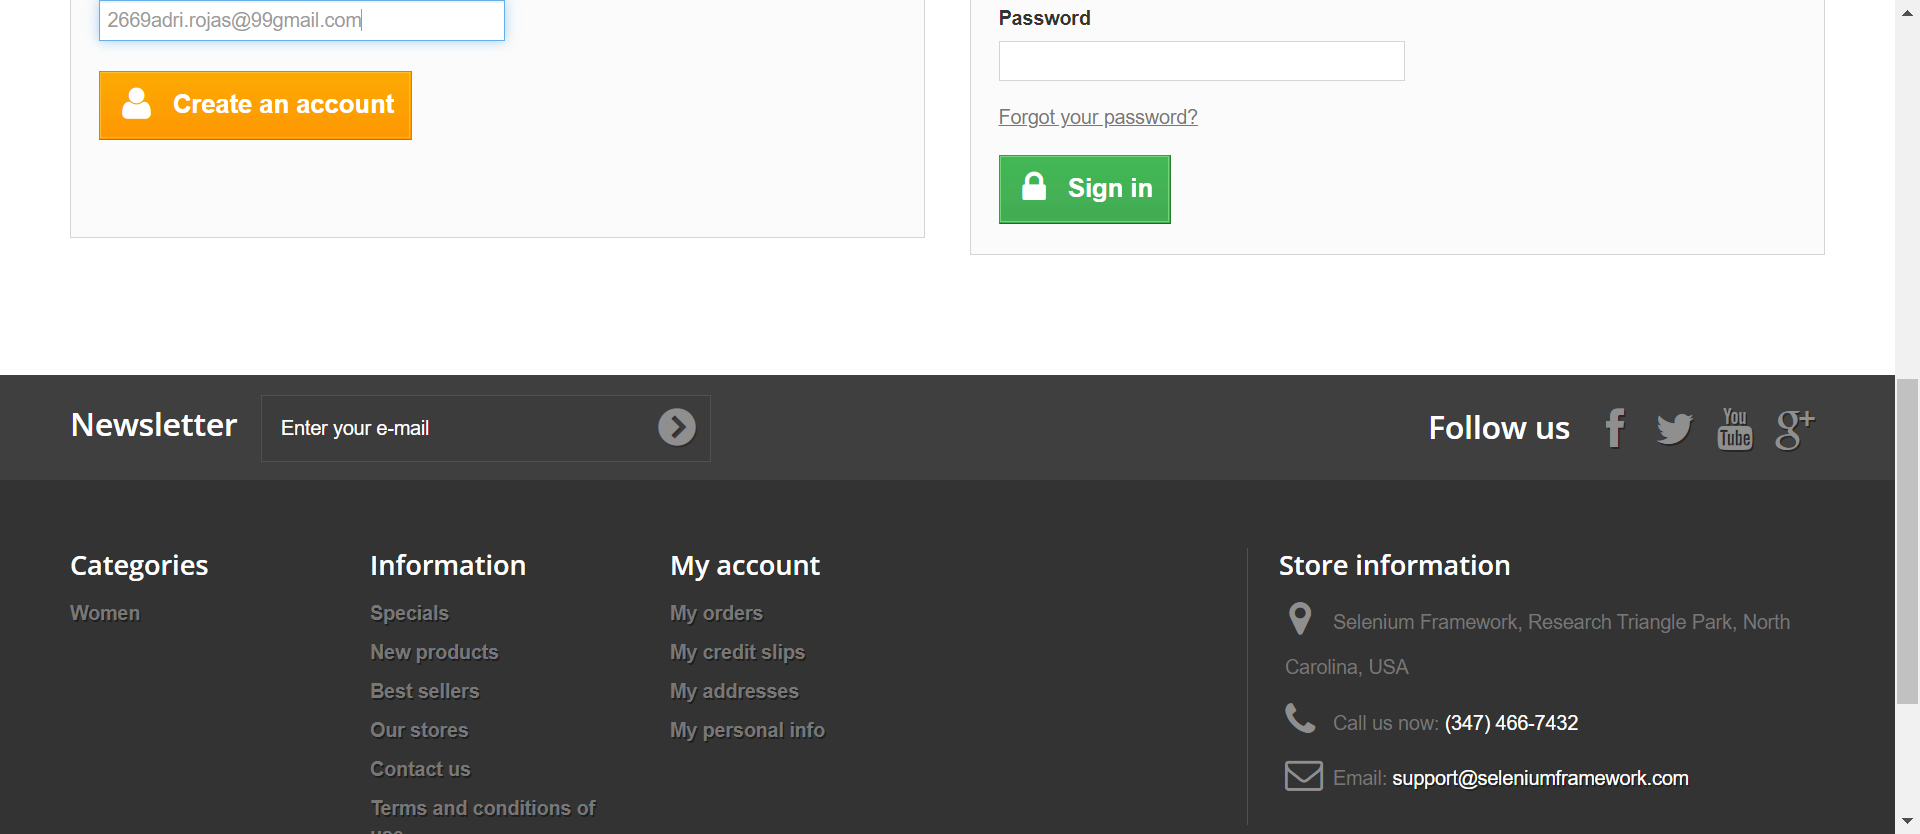 2669adri.rojas@99gmail.com
Create an account
Password
Forgot your password?
Sign in
Newsletter
Enter your e-mail
Follow us
You
Tube
g+
Categories
Women
Information
Specials
New products
Best sellers
Our stores
Contact us
Terms and conditions of
My account
My orders
My credit slips
My addresses
My personal info
Store information
Selenium Framework, Research Triangle Park, North
Carolina, USA
Call us now: (347) 466-7432
Email: support@seleniumframework.com